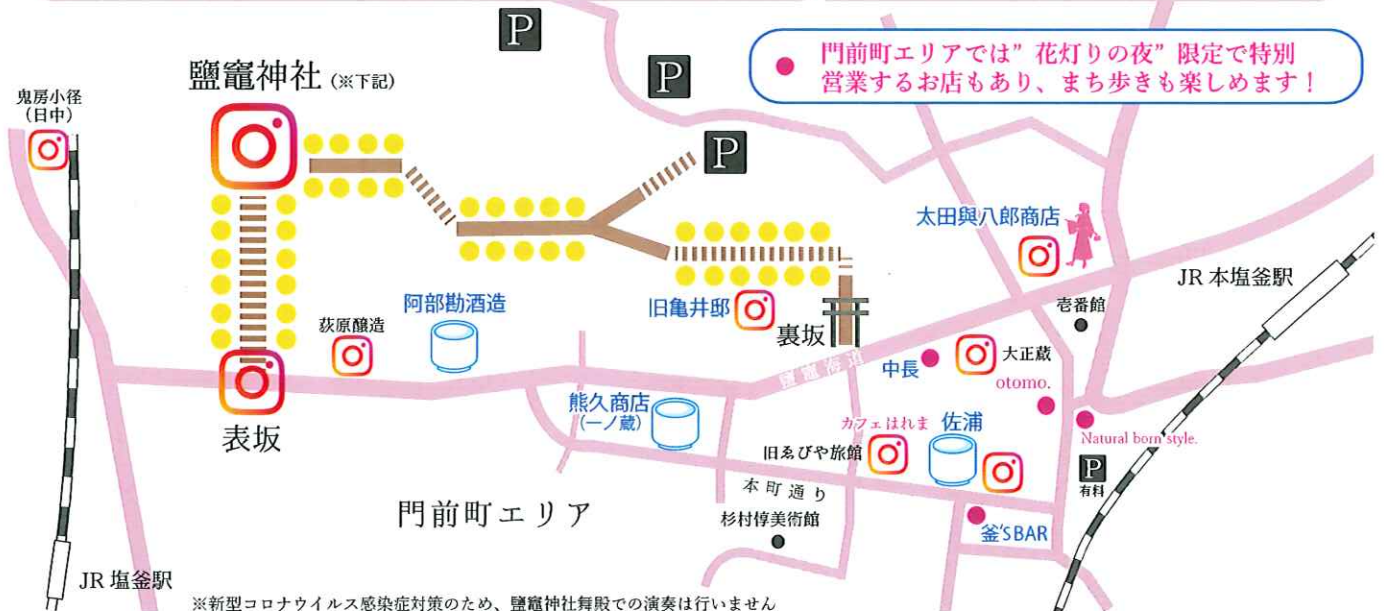 P
門前町エリアでは”花灯りの夜”限定で特別
営業するお店もあり、まち歩きも楽しめます！
鹽竈神社(※下記)
P
鬼房小径
(日中)
P
太田與八郎商店
JR 本塩釜駅
阿部勘酒造
旧亀井邸
壱番館
荻原醸造
裏坂
鹽竈海道
中長
大正蔵
otomo.
表坂
熊久商店
(一ノ蔵)
カフェはれま
佐浦
Natural born style.
旧ゑびや旅館
P
有料
本町通り
門前町エリア
杉村惇美術館
釜'S BAR
JR 塩釜駅
※新型コロナウイルス感染症対策のため、鹽竈神社舞殿での演奏は行いません